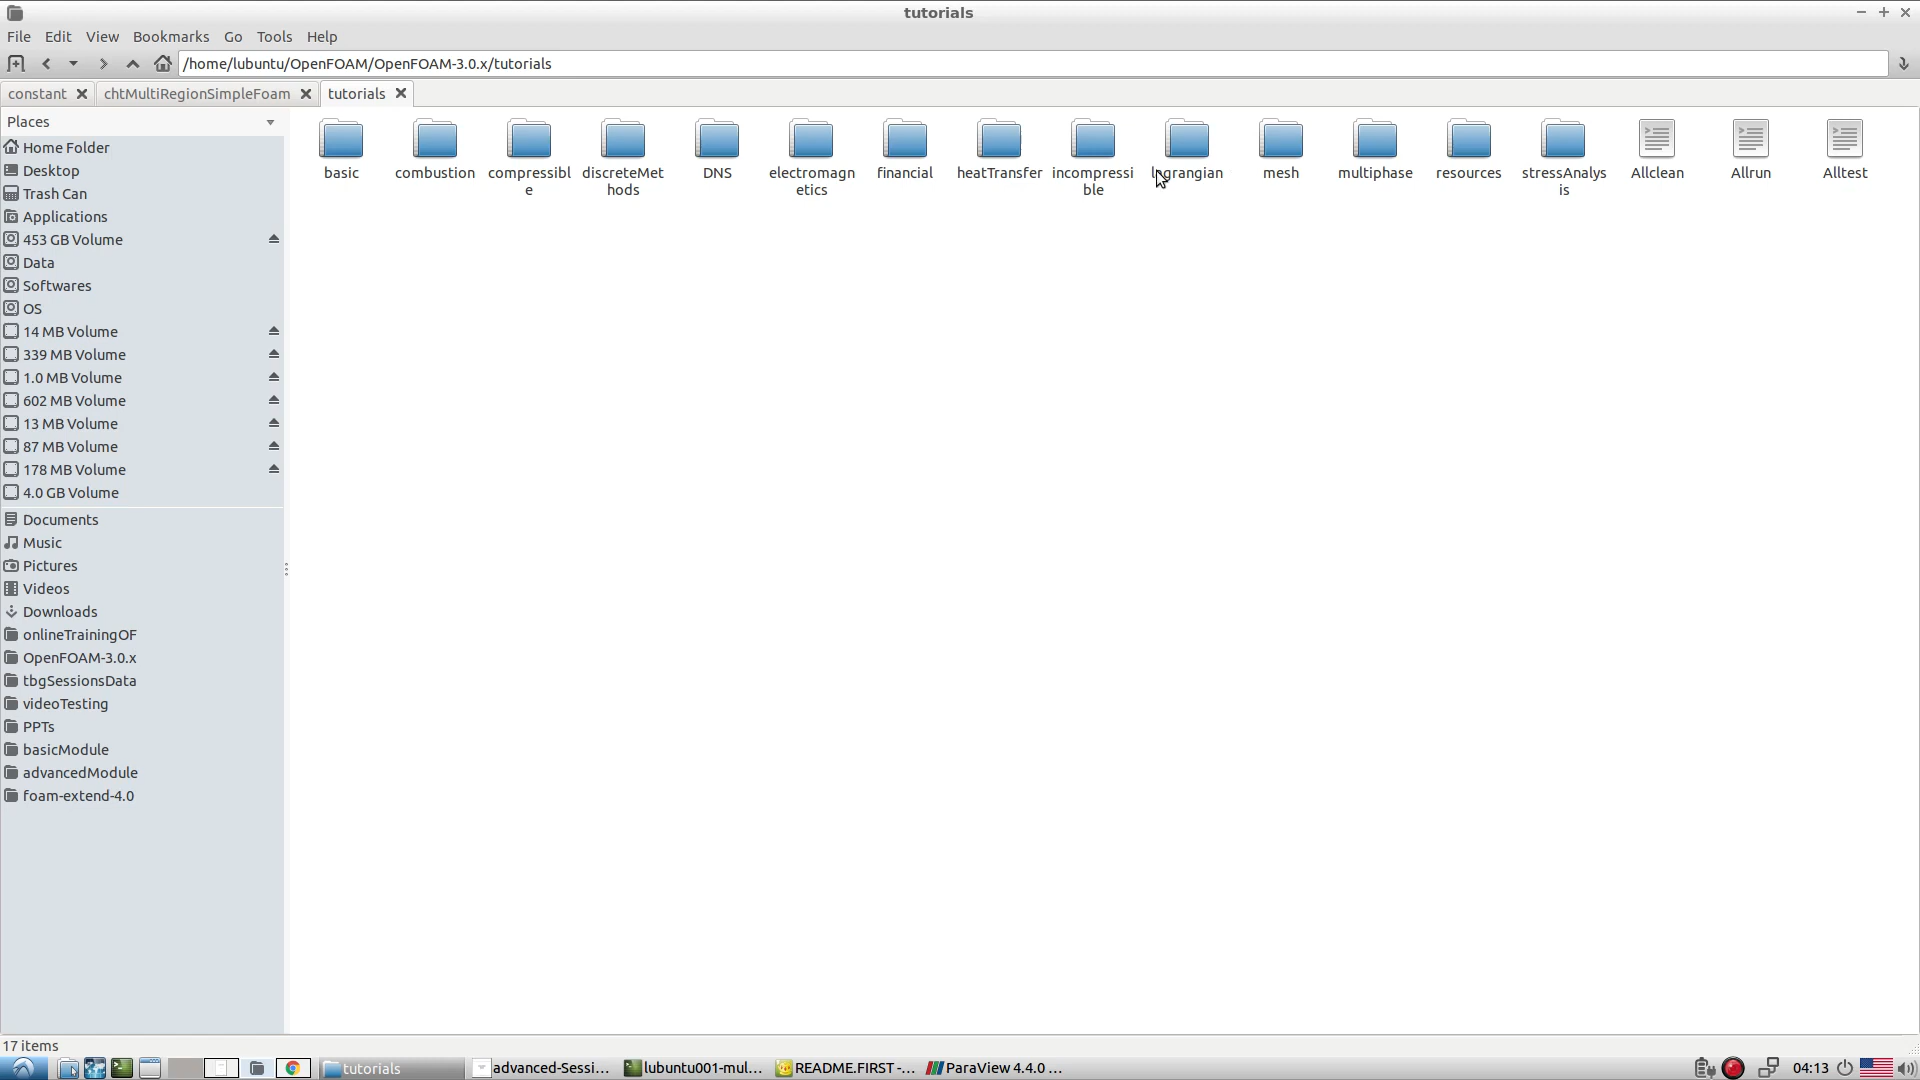 tutorials
File Edit View Bookmarks Go Tools Help
/home/lubuntu/OpenFOAM/OpenFOAM-3.0.x/tutorials
constant chtMultiRegionSimpleFoam tutorials
Places
Home Folder
Desktop
Trash Can
Applications
453 GB Volume
Data
Softwares
OS
14 MB Volume
339 MB Volume
1.0 MB Volume
602 MB Volume
13 MB Volume
87 MB Volume
178 MB Volume
4.0 GB Volume
Documents
Music
Pictures
Videos
Downloads
onlineTrainingOF
OpenFOAM-3.0.x
tbgSessionsData
videoTesting
PPTs
basicModule
advancedModule
foam-extend-4.0
basic
combustion
compressibl
e
discreteMet
hods
DNS
electromagn
etics
financial
heatTransfer
incompressi
ble
lagrangian
mesh
multiphase
resources
stressAnalys
is
Allclean
Allrun
Alltest
17 items
tutorials advanced-Sessi... lubuntu001-mul... README.FIRST -... ParaView 4.4.0 ... 04:13